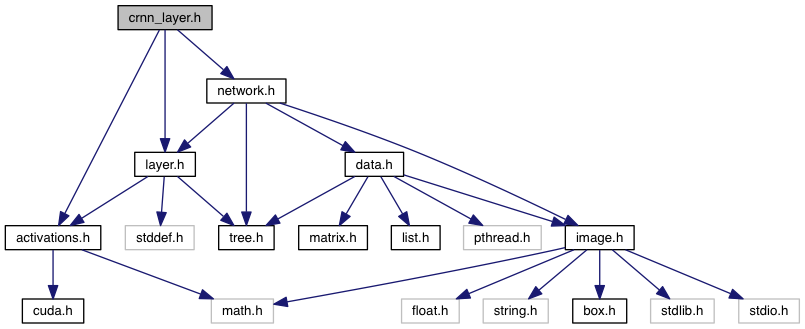 crnn_layer.h
network.h
layer.h
data.h
activations.h
stddef.h
tree.h
matrix.h
list.h
pthread.h
image.h
cuda.h
math.h
float.h
string.h
box.h
stdlib.h
stdio.h